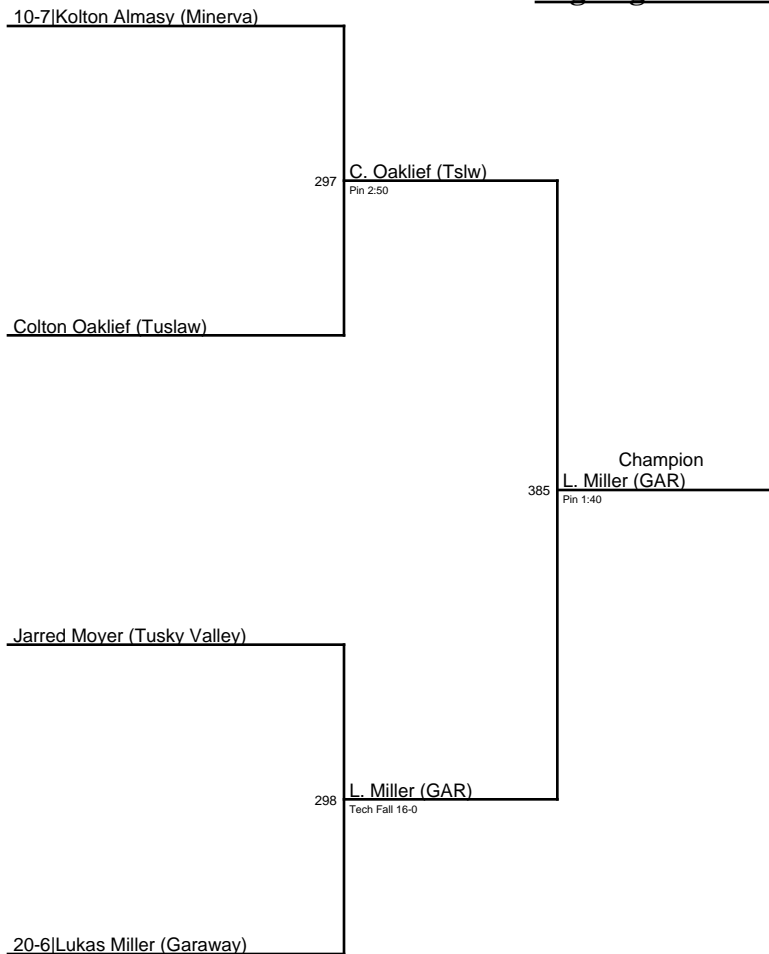 10-7|Kolton Almasy (Minerva)
297
C. Oaklief (Tslw)
Pin 2:50
Colton Oaklief (Tuslaw)
Champion
385
L. Miller (GAR)
Pin 1:40
Jarred Moyer (Tusky Valley)
298
L. Miller (GAR)
Tech Fall 16-0
20-6|Lukas Miller (Garaway)